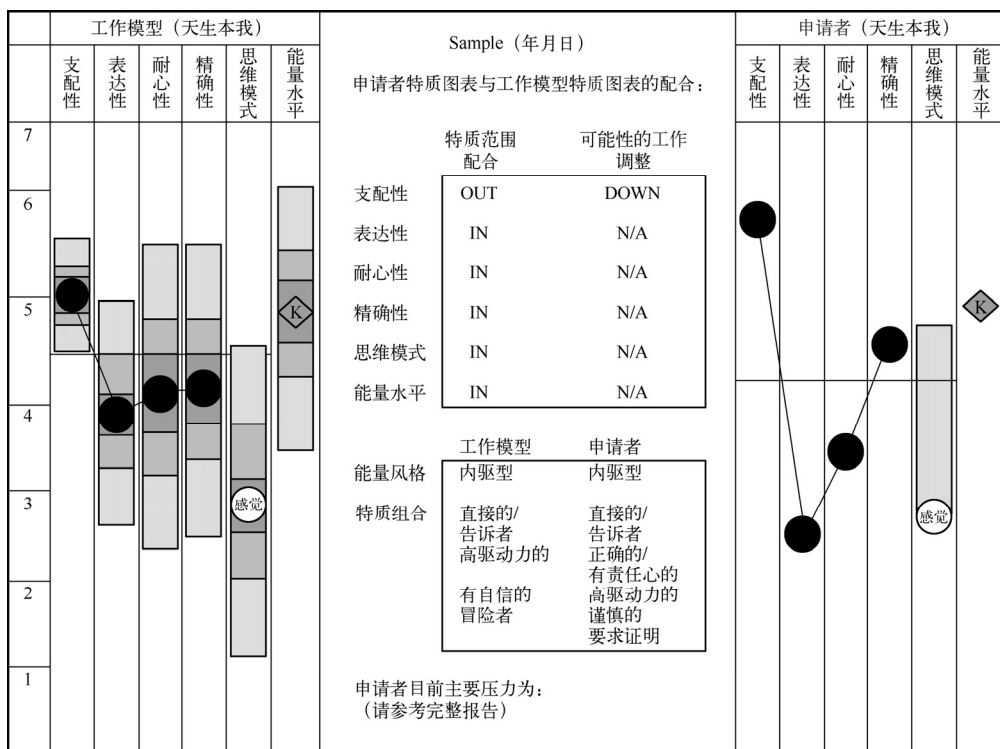 工作模型（天生本我）
支配性
表达性
耐心性
精确性
思维模式
能量水平
7
6
5
4
3
2
1
K
感觉
Sample（年月日）
申请者特质图表与工作模型特质图表的配合：
特质范围 可能性的工作
配合 调整
支配性 OUT DOWN
表达性 IN N/A
耐心性 IN N/A
精确性 IN N/A
思维模式 IN N/A
能量水平 IN N/A
工作模型 申请者
能量风格 内驱型 内驱型
特质组合 直接的/ 直接的/
告诉者 告诉者
高驱动力的 正确的/
有责任心的
有自信的 高驱动力的
冒险者 谨慎的
要求证明
申请者目前主要压力为：
（请参考完整报告）
申请者（天生本我）
支配性
表达性
耐心性
精确性
思维模式
能量水平
K
感觉